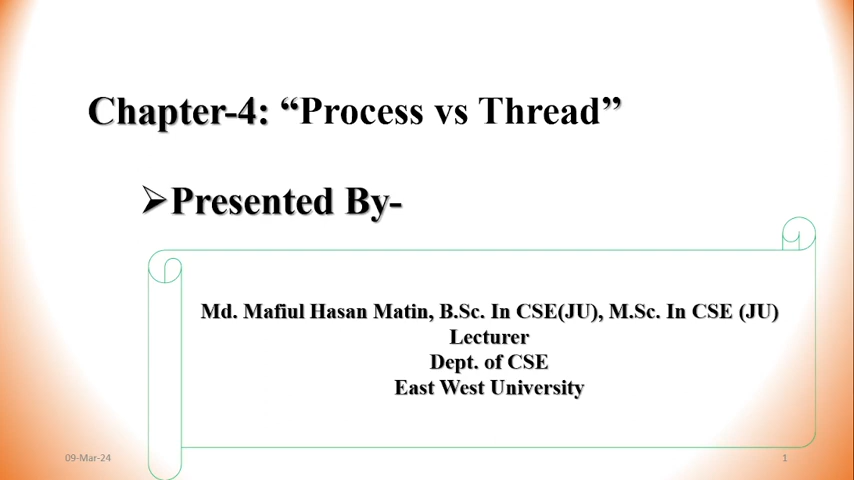 Chapter-4: “Process vs Thread”
➢Presented By-
Md. Mafiul Hasan Matin, B.Sc. In CSE(JU), M.Sc. In CSE (JU)
Lecturer
Dept. of CSE
East West University
09-Mar-24
1